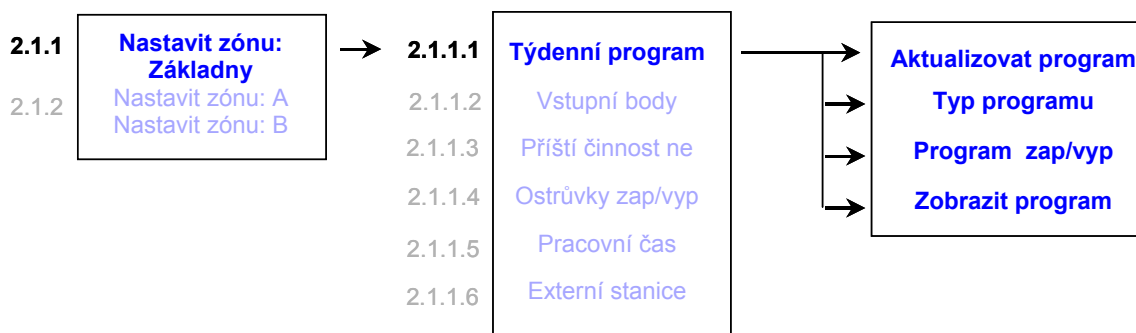 2.1.1
Nastavit zónu:
Základny
2.1.2
Nastavit zónu: A
Nastavit zónu: B
2.1.1.1
Týdenní program
2.1.1.2
Vstupní body
2.1.1.3
Příští činnost ne
2.1.1.4
Ostrůvky zap/vyp
2.1.1.5
Pracovní čas
2.1.1.6
Externí stanice
Aktualizovat program
Typ programu
Program zap/vyp
Zobrazit program